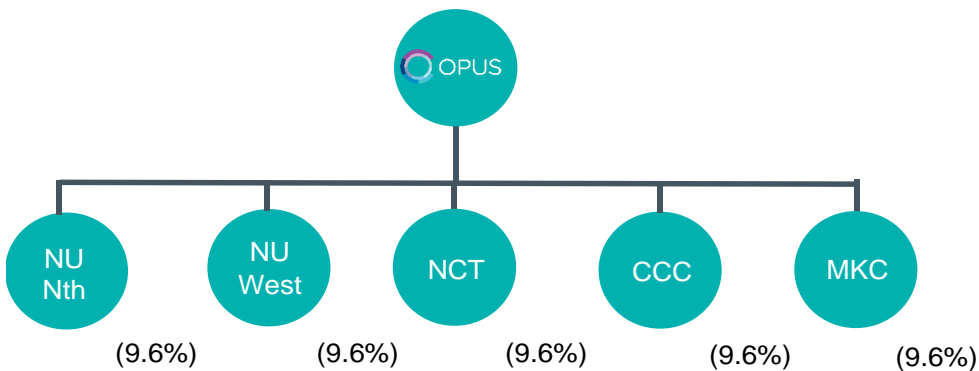 OPUS
NU
Nth
NU
West
NCT
CCC
MKC
(9.6%)
(9.6%)
(9.6%)
(9.6%)
(9.6%)